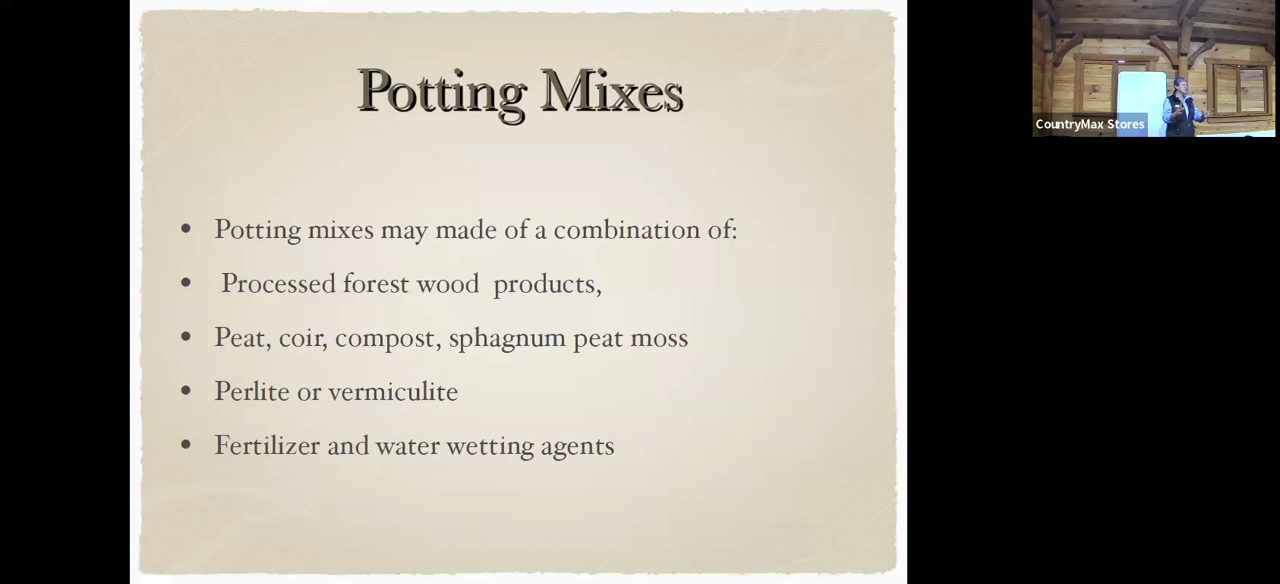 Potting Mixes
• Potting mixes may made of a combination of:
• Processed forest wood products,
• Peat, coir, compost, sphagnum peat moss
• Perlite or vermiculite
• Fertilizer and water wetting agents
CountryMax Stores